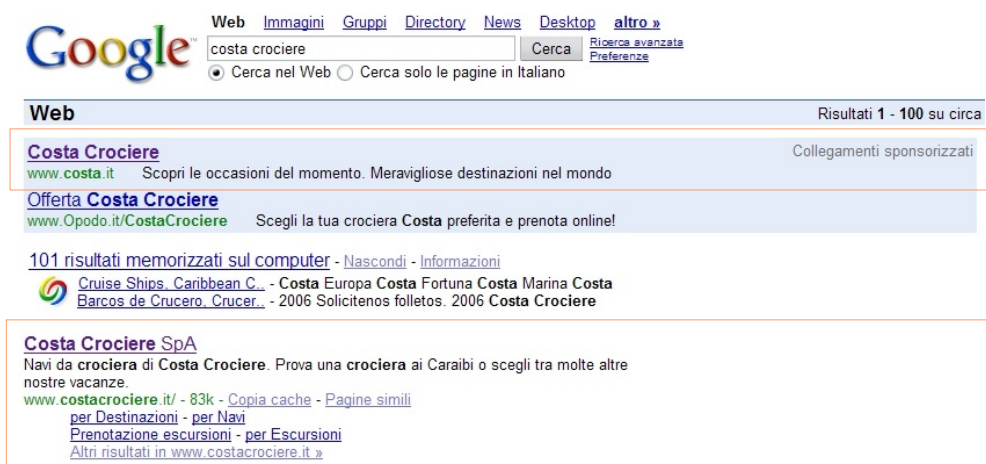 Web Immagini Gruppi Directory News Desktop altro »
Google™
costa crociere Cerca Ricerca avanzata
Preferenze
Cerca nel Web Cerca solo le pagine in Italiano
Web Risultati 1 - 100 su circa
Costa Crociere Collegamenti sponsorizzati
www.costa.it Scopri le occasioni del momento. Meravigliose destinazioni nel mondo
Offerta Costa Crociere
www.Opodo.it/CostaCrociere Scegli la tua crociera Costa preferita e prenota online!
101 risultati memorizzati sul computer - Nascondi - Informazioni
Cruise Ships, Caribbean C.. - Costa Europa Costa Fortuna Costa Marina Costa
Barcos de Crucero, Crucer.. - 2006 Solicitenos folletos. 2006 Costa Crociere
Costa Crociere SpA
Navi da crociera di Costa Crociere. Prova una crociera ai Caraibi o scegli tra molte altre
nostre vacanze.
www.costacrociere.it/ - 83k - Copia cache - Pagine simili
per Destinazioni - per Navi
Prenotazione escursioni - per Escursioni
Altri risultati in www.costacrociere.it »